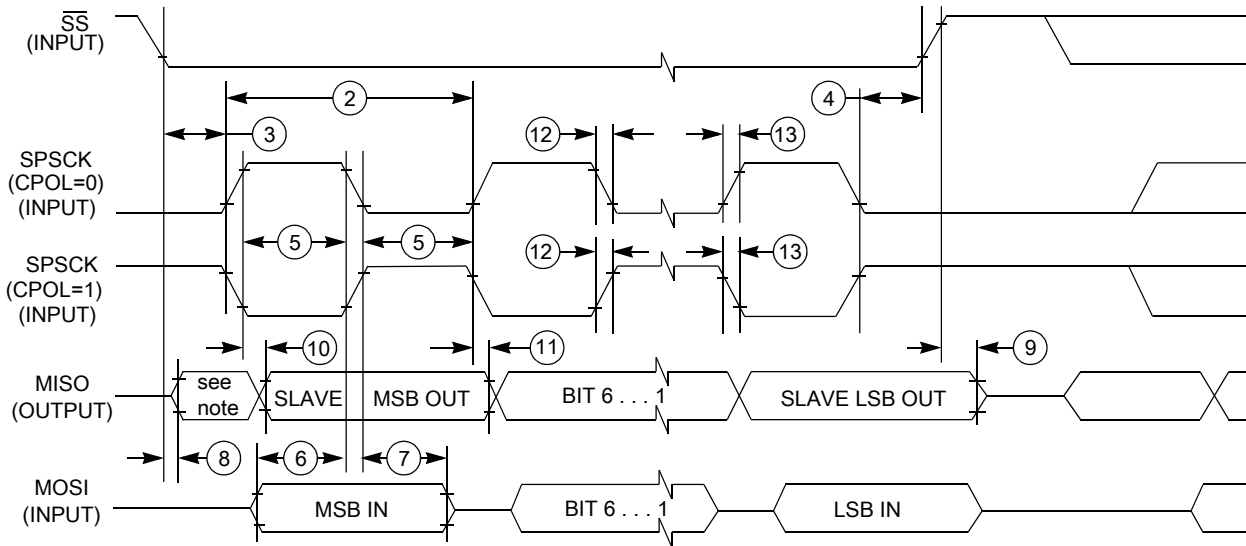 SS
(INPUT)
2
4
3
12
13
SPSCK
(CPOL=0)
(INPUT)
5
5
12
13
SPSCK
(CPOL=1)
(INPUT)
10
11
9
MISO
(OUTPUT)
see
note
SLAVE
MSB OUT
BIT 6 . . . 1
SLAVE LSB OUT
8
6
7
MOSI
(INPUT)
MSB IN
BIT 6 . . . 1
LSB IN